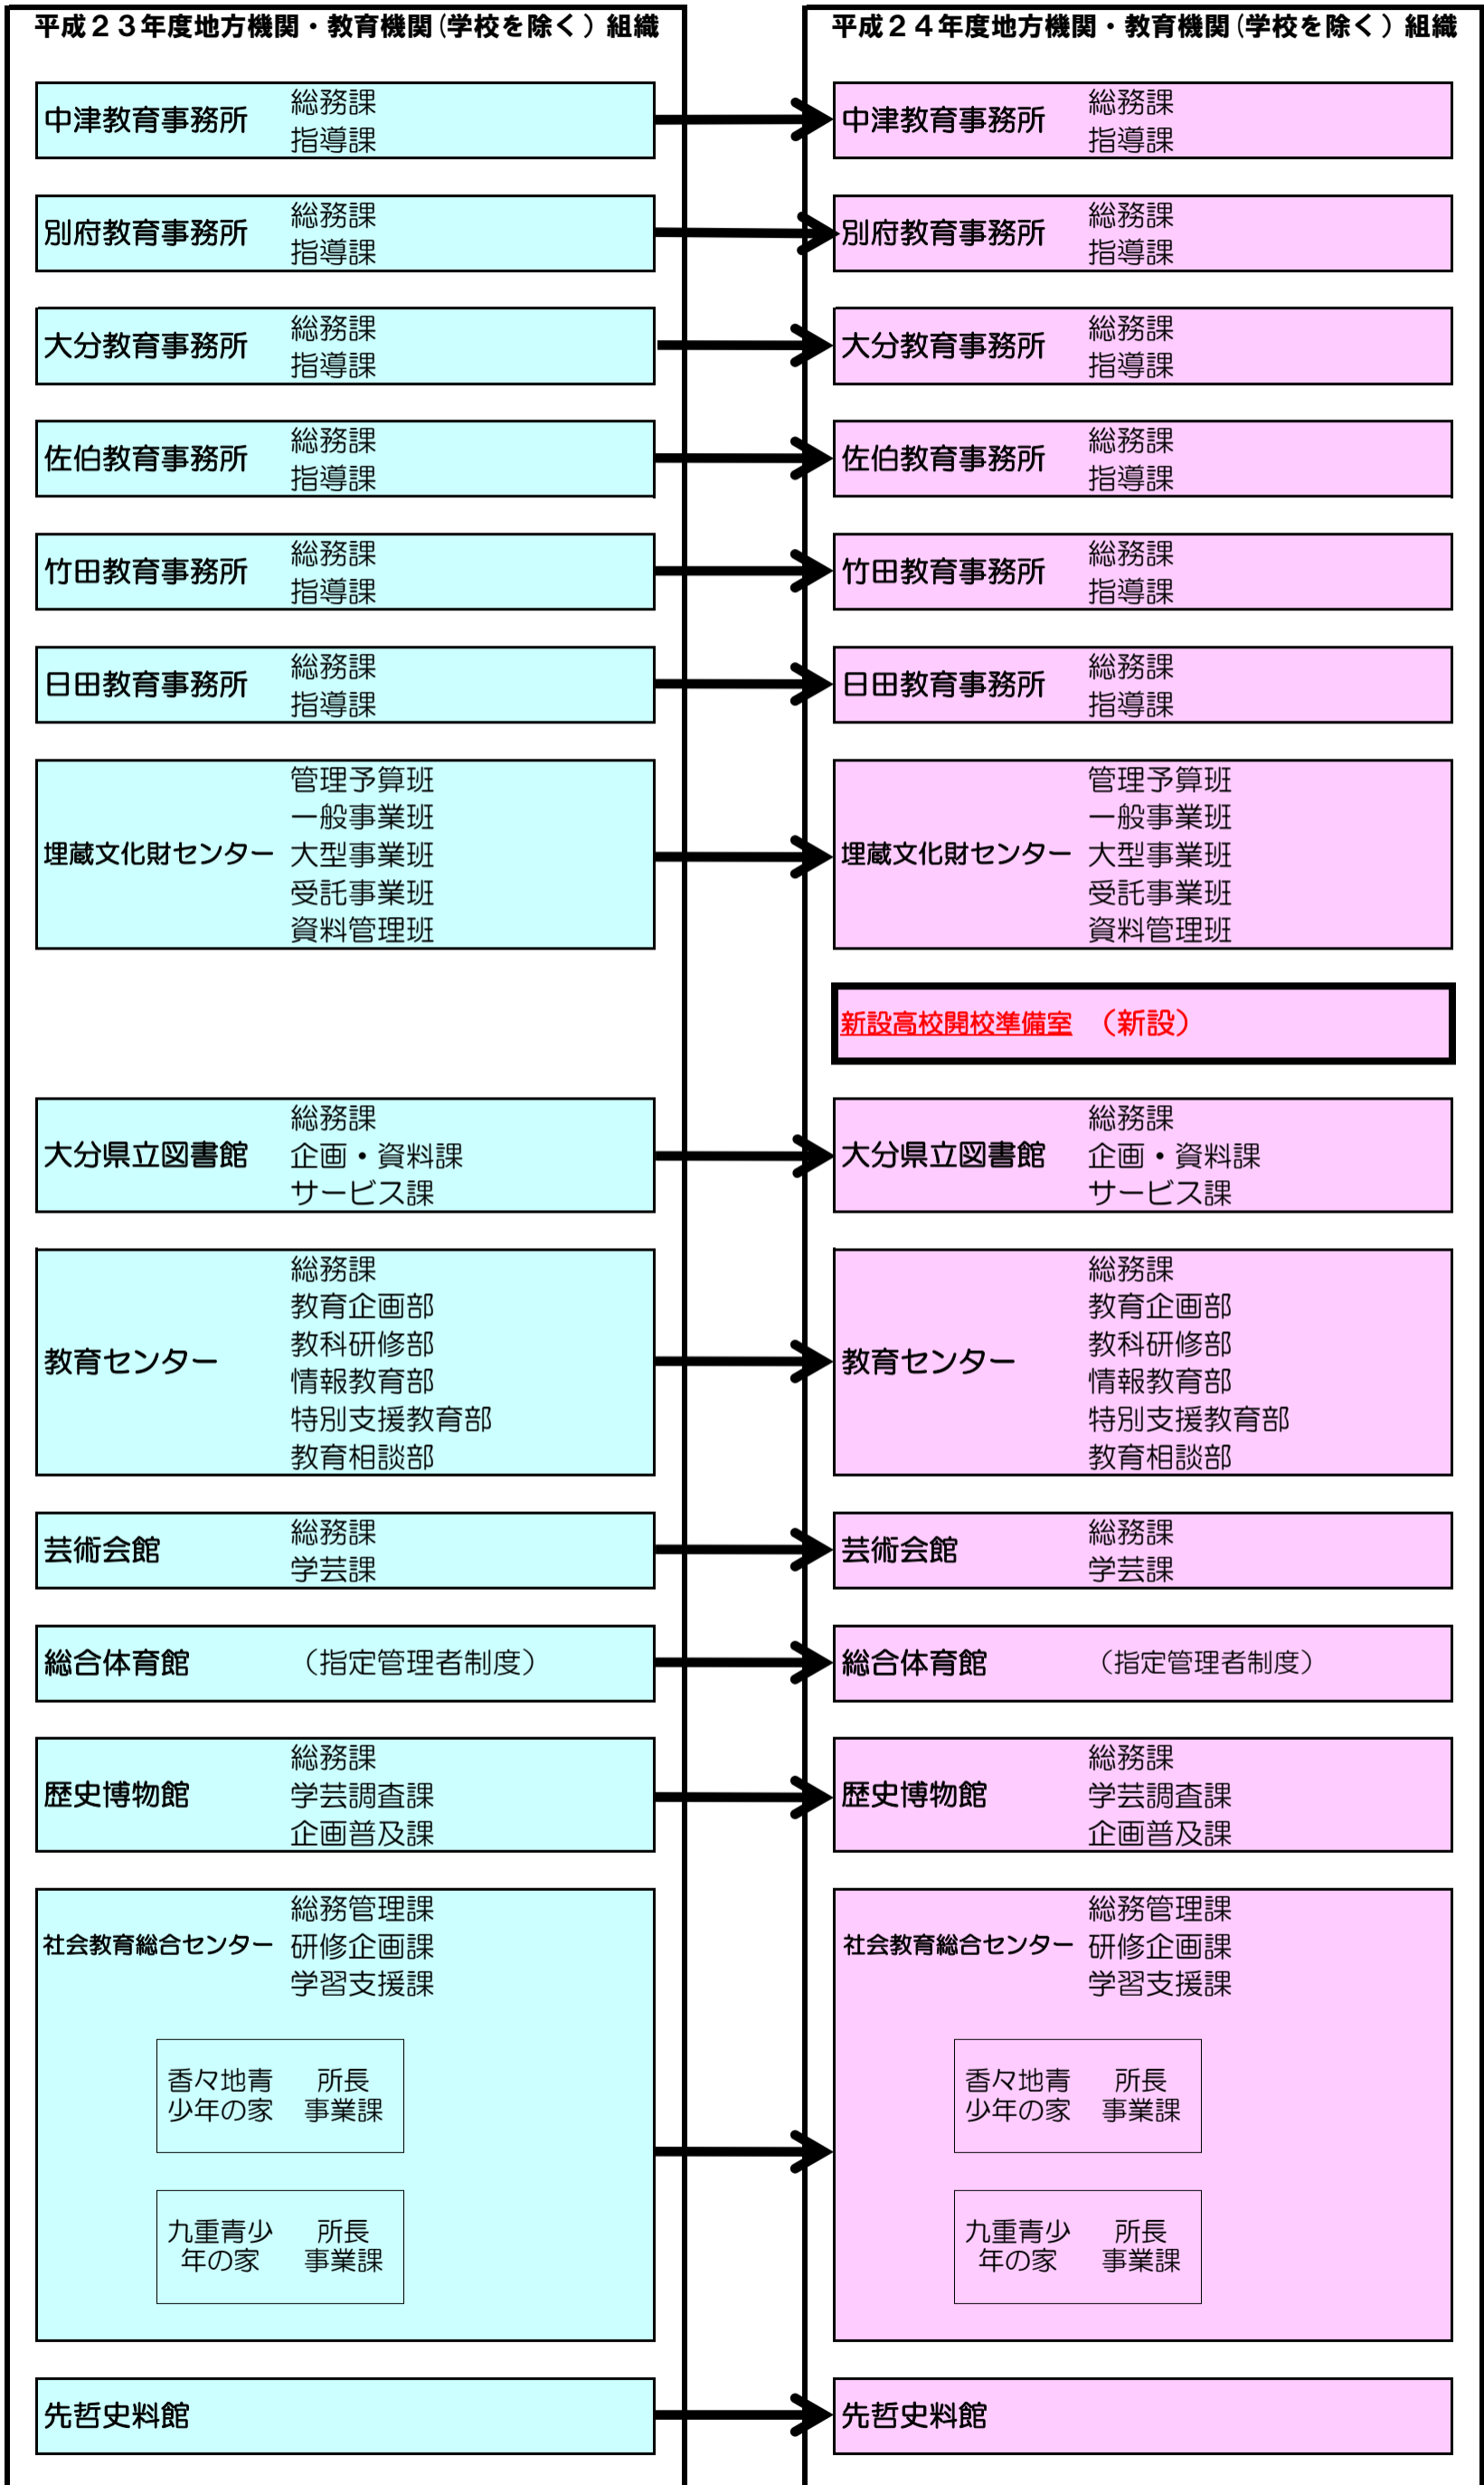 平成２３年度地方機関・教育機関(学校を除く）組織
中津教育事務所
総務課
指導課
別府教育事務所
総務課
指導課
大分教育事務所
総務課
指導課
佐伯教育事務所
総務課
指導課
竹田教育事務所
総務課
指導課
日田教育事務所
総務課
指導課
埋蔵文化財センター
管理予算班
一般事業班
大型事業班
受託事業班
資料管理班
大分県立図書館
総務課
企画・資料課
サービス課
教育センター
総務課
教育企画部
教科研修部
情報教育部
特別支援教育部
教育相談部
芸術会館
総務課
学芸課
総合体育館
（指定管理者制度）
歴史博物館
総務課
学芸調査課
企画普及課
社会教育総合センター
総務管理課
研修企画課
学習支援課
香々地青
少年の家
所長
事業課
九重青少
年の家
所長
事業課
先哲史料館
平成２４年度地方機関・教育機関(学校を除く）組織
中津教育事務所
総務課
指導課
別府教育事務所
総務課
指導課
大分教育事務所
総務課
指導課
佐伯教育事務所
総務課
指導課
竹田教育事務所
総務課
指導課
日田教育事務所
総務課
指導課
埋蔵文化財センター
管理予算班
一般事業班
大型事業班
受託事業班
資料管理班
新設高校開校準備室 （新設）
大分県立図書館
総務課
企画・資料課
サービス課
教育センター
総務課
教育企画部
教科研修部
情報教育部
特別支援教育部
教育相談部
芸術会館
総務課
学芸課
総合体育館
（指定管理者制度）
歴史博物館
総務課
学芸調査課
企画普及課
社会教育総合センター
総務管理課
研修企画課
学習支援課
香々地青
少年の家
所長
事業課
九重青少
年の家
所長
事業課
先哲史料館